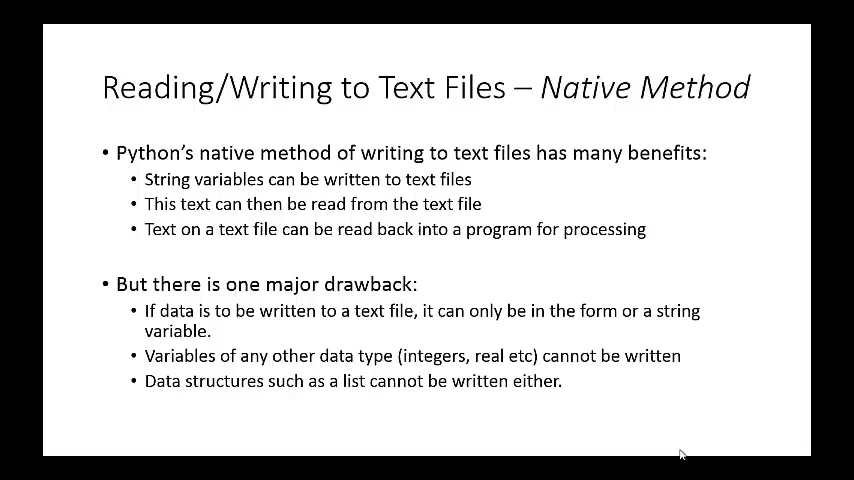 Reading/Writing to Text Files – Native Method
• Python's native method of writing to text files has many benefits:
• String variables can be written to text files
• This text can then be read from the text file
• Text on a text file can be read back into a program for processing
• But there is one major drawback:
• If data is to be written to a text file, it can only be in the form or a string
variable.
• Variables of any other data type (integers, real etc) cannot be written
• Data structures such as a list cannot be written either.